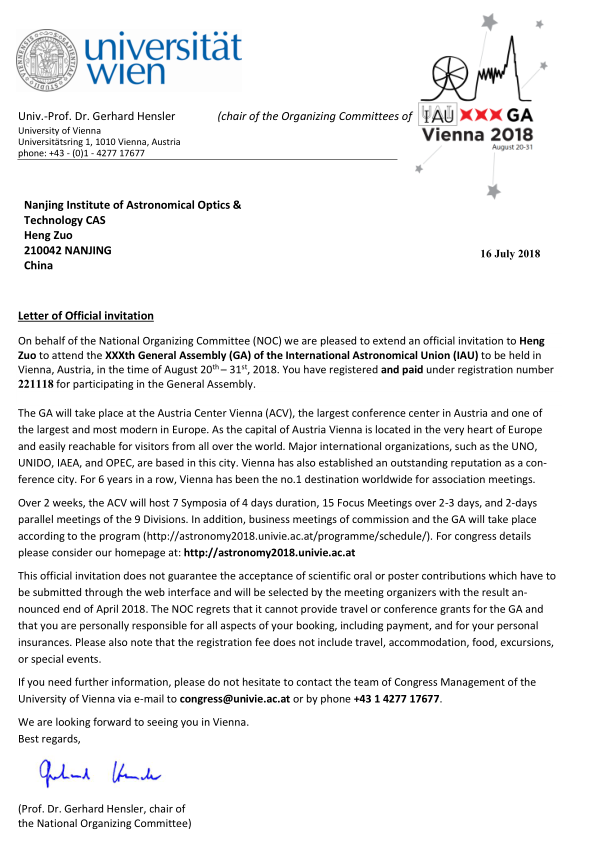 universität
wien
Univ.-Prof. Dr. Gerhard Hensler (chair of the Organizing Committees of
IAU XXX GA
Vienna 2018
August 20-31
University of Vienna
Universitätsring 1, 1010 Vienna, Austria
phone: +43 - (0)1 - 4277 17677
Nanjing Institute of Astronomical Optics &
Technology CAS
Heng Zuo
210042 NANJING
China
16 July 2018
Letter of Official invitation
On behalf of the National Organizing Committee (NOC) we are pleased to extend an official invitation to Heng
Zuo to attend the XXXth General Assembly (GA) of the International Astronomical Union (IAU) to be held in
Vienna, Austria, in the time of August 20th – 31st, 2018. You have registered and paid under registration number
221118 for participating in the General Assembly.
The GA will take place at the Austria Center Vienna (ACV), the largest conference center in Austria and one of
the largest and most modern in Europe. As the capital of Austria Vienna is located in the very heart of Europe
and easily reachable for visitors from all over the world. Major international organizations, such as the UNO,
UNIDO, IAEA, and OPEC, are based in this city. Vienna has also established an outstanding reputation as a con-
ference city. For 6 years in a row, Vienna has been the no.1 destination worldwide for association meetings.
Over 2 weeks, the ACV will host 7 Symposia of 4 days duration, 15 Focus Meetings over 2-3 days, and 2-days
parallel meetings of the 9 Divisions. In addition, business meetings of commission and the GA will take place
according to the program (http://astronomy2018.univie.ac.at/programme/schedule/). For congress details
please consider our homepage at: http://astronomy2018.univie.ac.at
This official invitation does not guarantee the acceptance of scientific oral or poster contributions which have to
be submitted through the web interface and will be selected by the meeting organizers with the result an-
nounced end of April 2018. The NOC regrets that it cannot provide travel or conference grants for the GA and
that you are personally responsible for all aspects of your booking, including payment, and for your personal
insurances. Please also note that the registration fee does not include travel, accommodation, food, excursions,
or special events.
If you need further information, please do not hesitate to contact the team of Congress Management of the
University of Vienna via e-mail to congress@univie.ac.at or by phone +43 1 4277 17677.
We are looking forward to seeing you in Vienna.
Best regards,
Gerhard Hensler
(Prof. Dr. Gerhard Hensler, chair of
the National Organizing Committee)